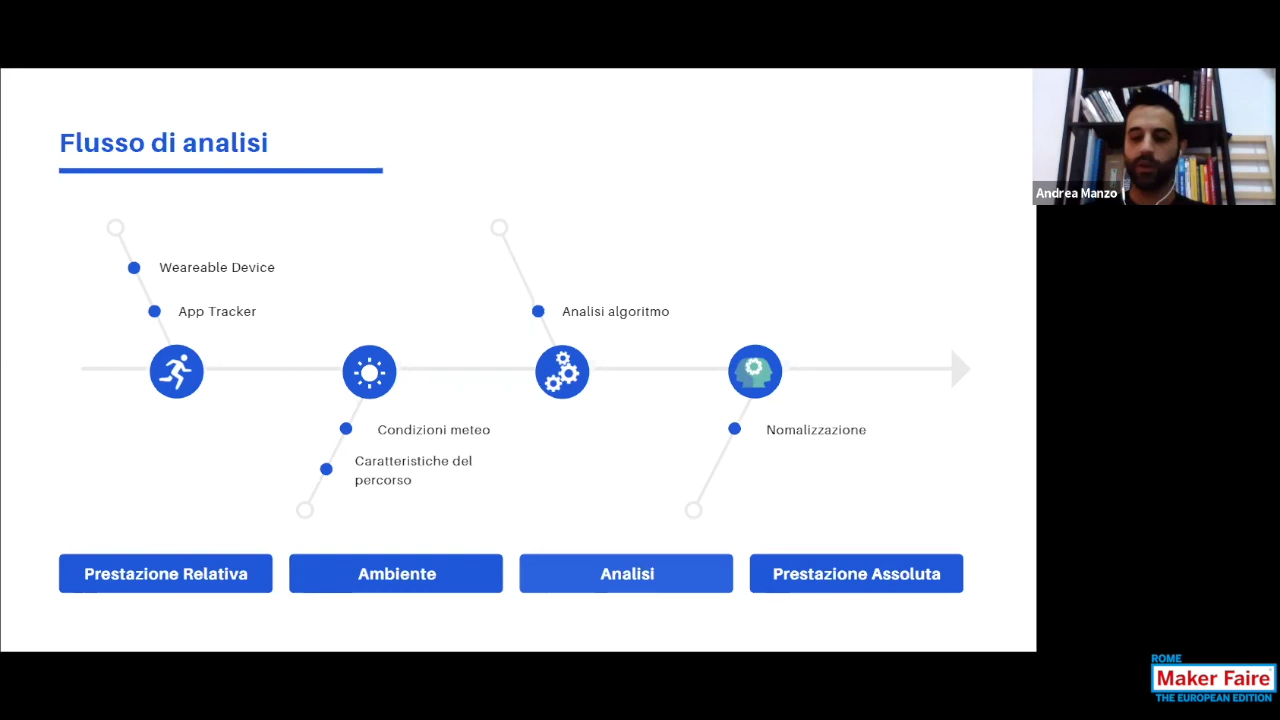 Flusso di analisi
Weareable Device
App Tracker
Analisi algoritmo
Condizioni meteo
Caratteristiche del
percorso
Nomalizzazione
Prestazione Relativa
Ambiente
Analisi
Prestazione Assoluta
Andrea Manzo
ROME
Maker Faire
THE EUROPEAN EDITION